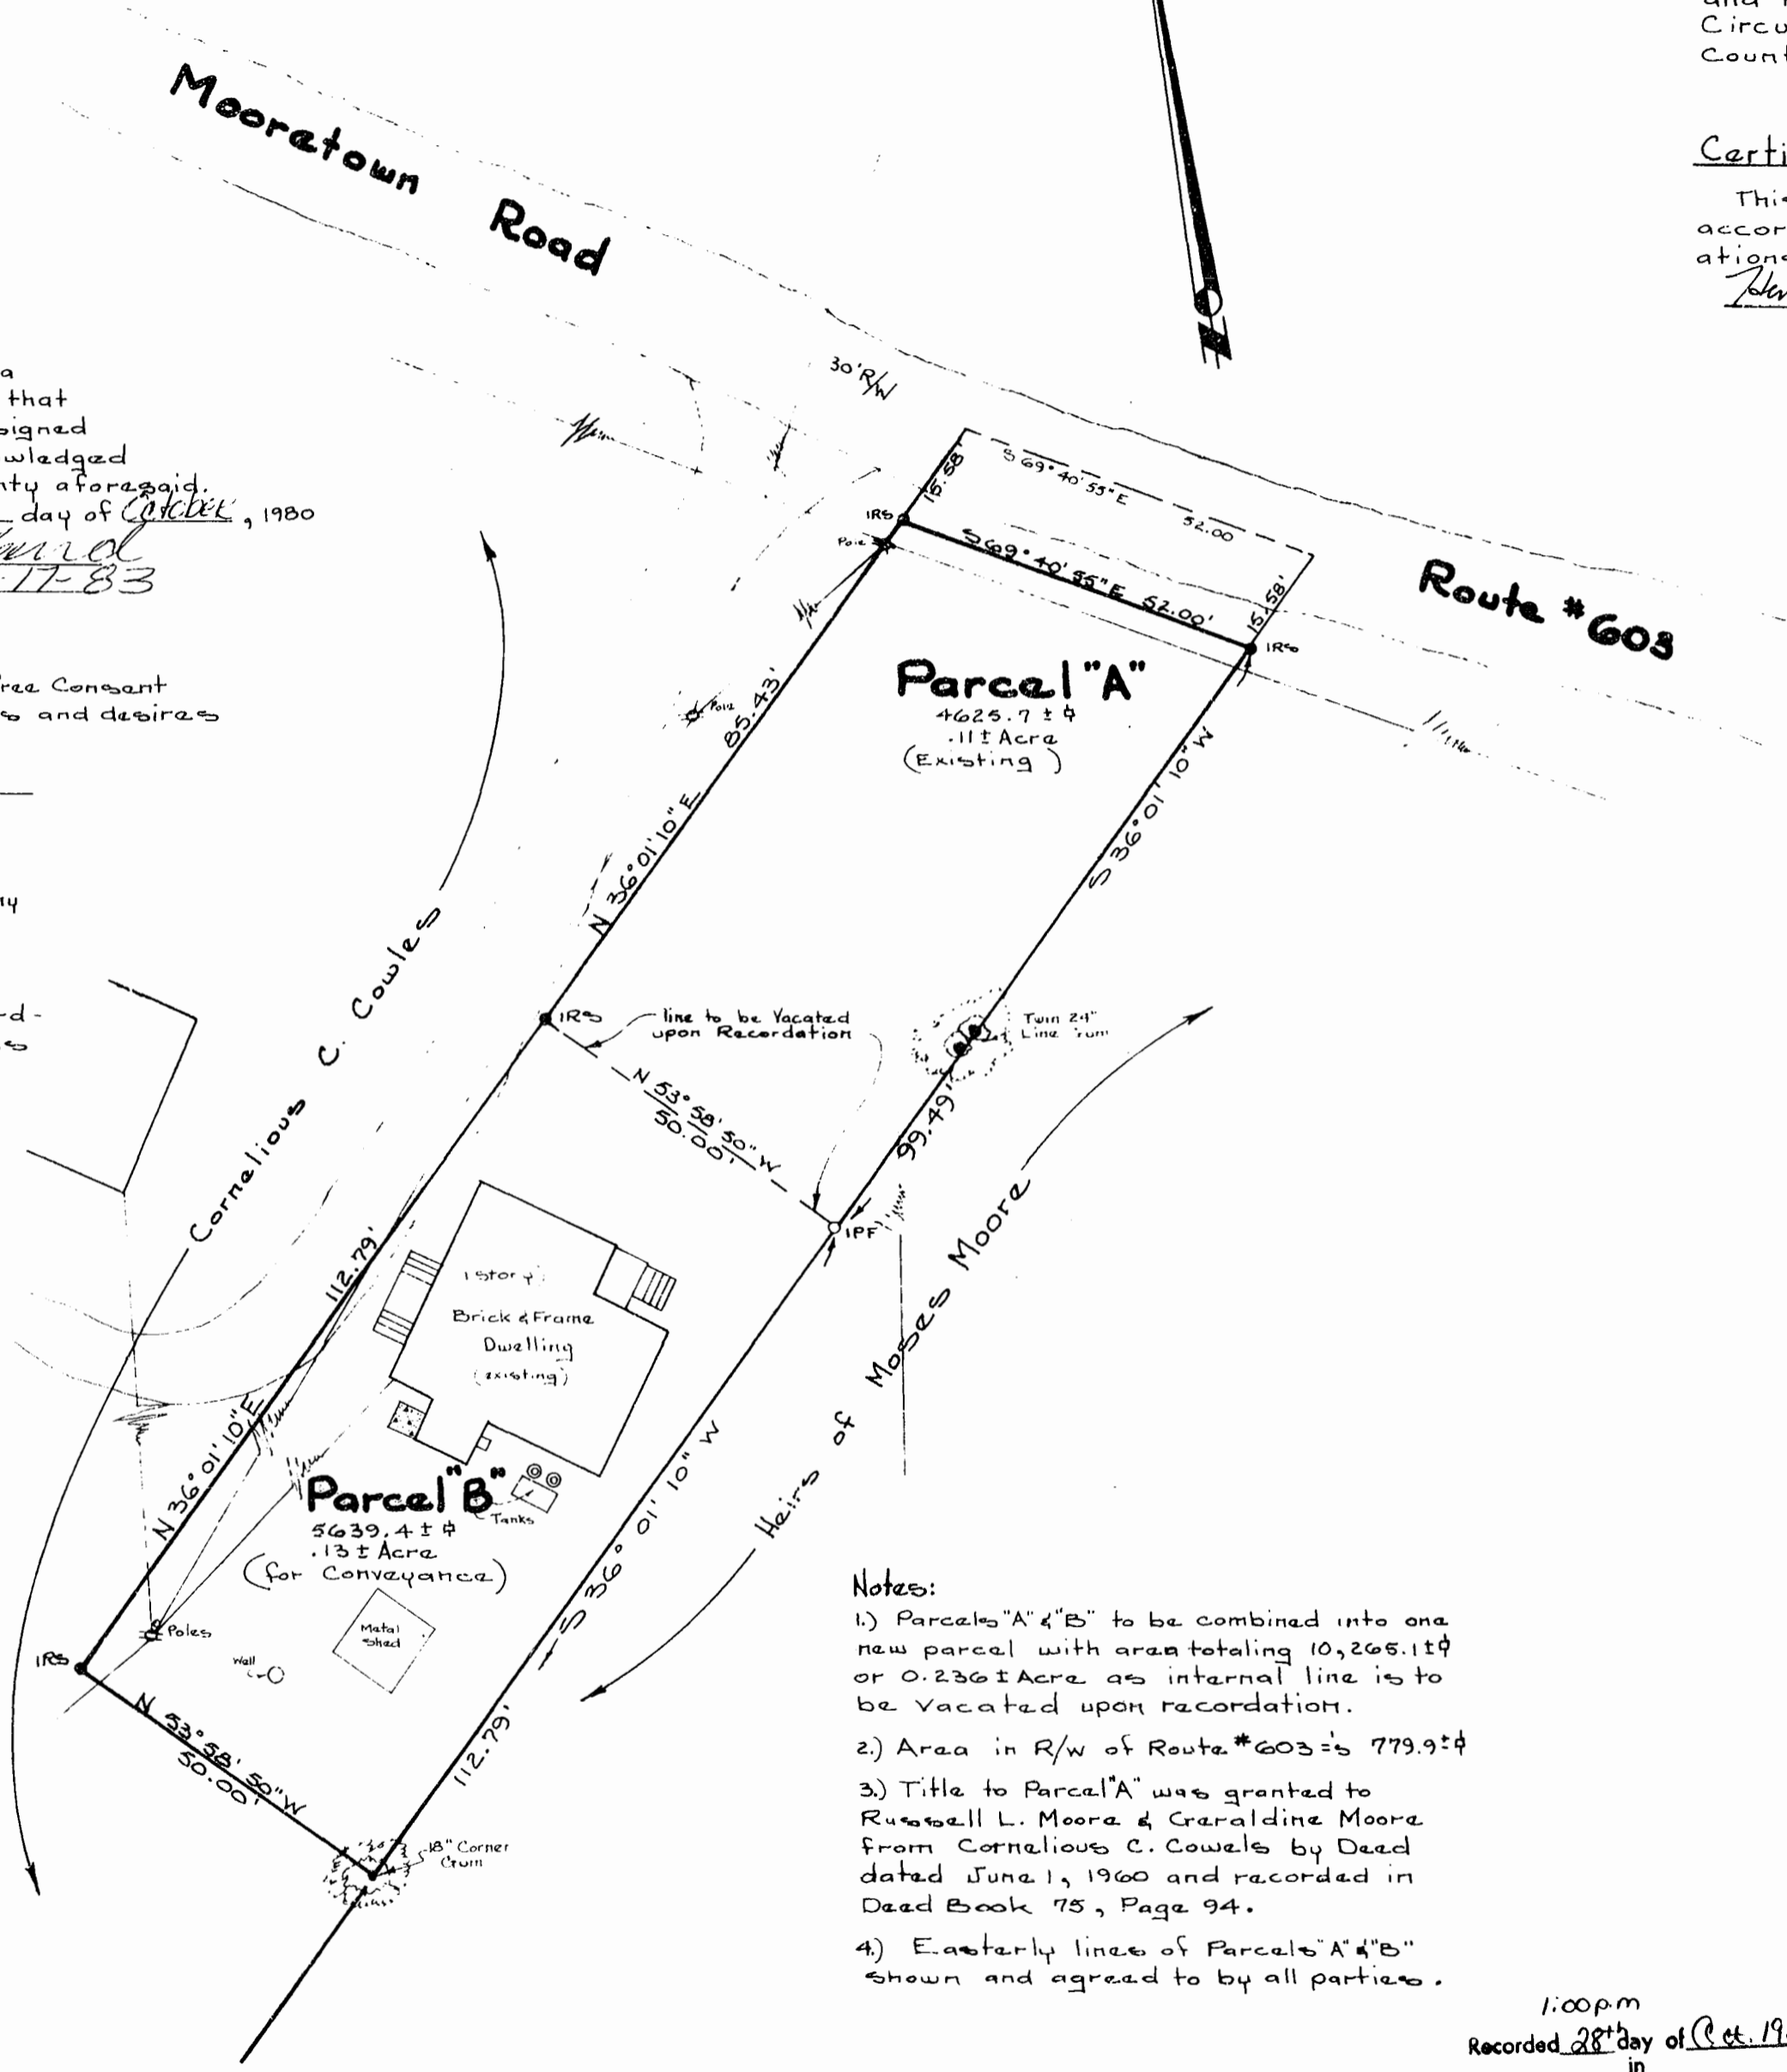 and
Circu
Count
Certi
This
accor
ations
Mooretown Road
30' R/W
a
that
signed
wledged
nty aforesaid.
day of October, 1980
17-83
15.58'
S 69°40'55"E 52.00
IRS
Pole
S 69°40'55"E 52.00'
15.58'
IRS
Route #603
ree Consent
s and desires
Parcel "A"
4625.7 ±
.11± Acre
(Existing)
Pole
85.43'
N 36°01'10"E
S 36°01'10"W
Cornelious C. Cowles
IRS
line to be Vacated
upon Recordation
Twin 24"
Line
N 53°58'50"W
50.00'
99.49'
IPF
d-
s
112.79'
1 Story
Brick & Frame
Dwelling
(existing)
Heirs of Moses Moore
N 36°01'10"E
S 36°01'10"W
Parcel "B"
5639.4 ±
.13± Acre
(for Conveyance)
Tanks
Poles
Metal
Shed
Well
IRS
N 53°58'50"W
50.00'
112.79'
18" Corner
Gum
Notes:
1.) Parcels "A" & "B" to be combined into one
new parcel with area totaling 10,265.1±
or 0.236± Acre as internal line is to
be Vacated upon recordation.
2.) Area in R/W of Route #603 = 's 779.9±
3.) Title to Parcel "A" was granted to
Russell L. Moore & Geraldine Moore
from Cornelious C. Cowels by Deed
dated June 1, 1960 and recorded in
Deed Book 75, Page 94.
4.) Easterly lines of Parcels "A" & "B"
shown and agreed to by all parties.
1:00 p.m
Recorded 28th day of Oct. 19
in